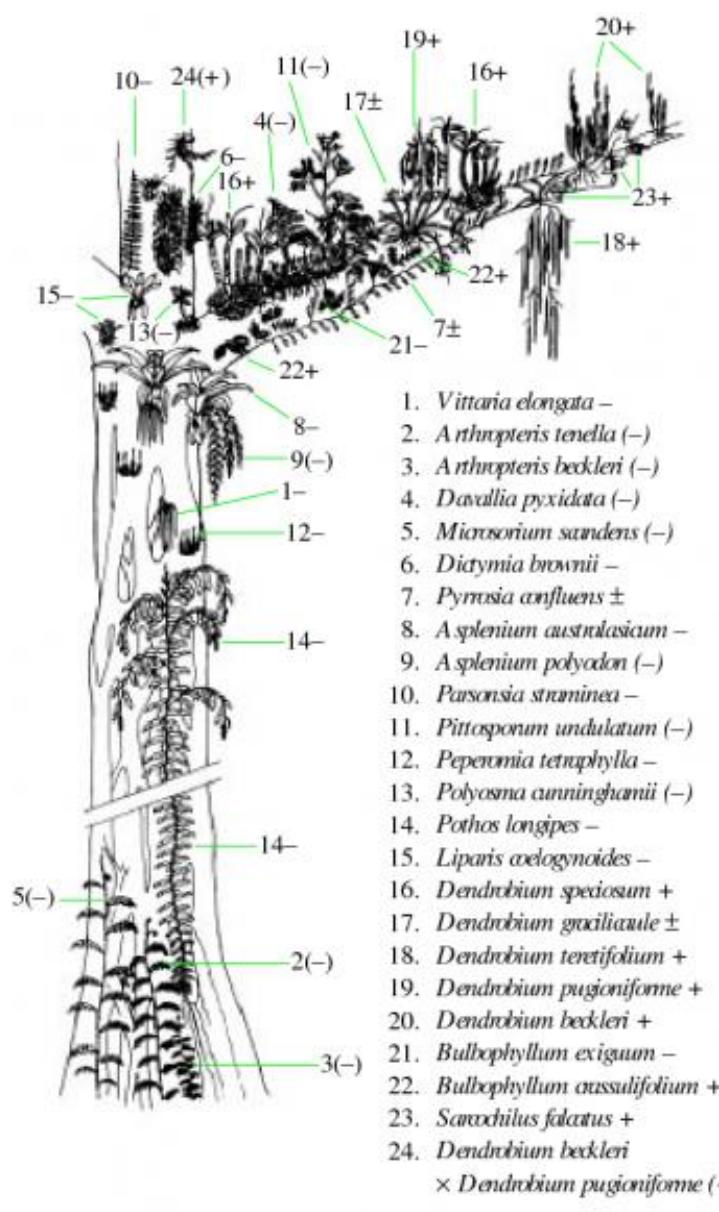 20+
19+
16+
11(–)
24(+)
10–
17±
4(–)
6–
16+
23+
18+
22+
15–
13(–)
7±
21–
22+
8–
9(–)
1–
12–
14–
14–
5(–)
2(–)
3(–)
1. Vittaria elongata –
2. Arthropteris tenella (–)
3. Arthropteris beckleri (–)
4. Davallia pyxidata (–)
5. Microsorium scandens (–)
6. Dictymia brownii –
7. Pyrrosia confluens ±
8. Asplenium australasicum –
9. Asplenium polyodon (–)
10. Parsonsia straminea –
11. Pittosporum undulatum (–)
12. Peperomia tetraphylla –
13. Polyosma cunninghamii (–)
14. Pothos longipes –
15. Liparis coelogynoides –
16. Dendrobium speciosum +
17. Dendrobium gracilicaule ±
18. Dendrobium teretifolium +
19. Dendrobium pugioniforme +
20. Dendrobium beckleri +
21. Bulbophyllum exiguum –
22. Bulbophyllum crassulifolium +
23. Sarcochilus falcatus +
24. Dendrobium beckleri
× Dendrobium pugioniforme (